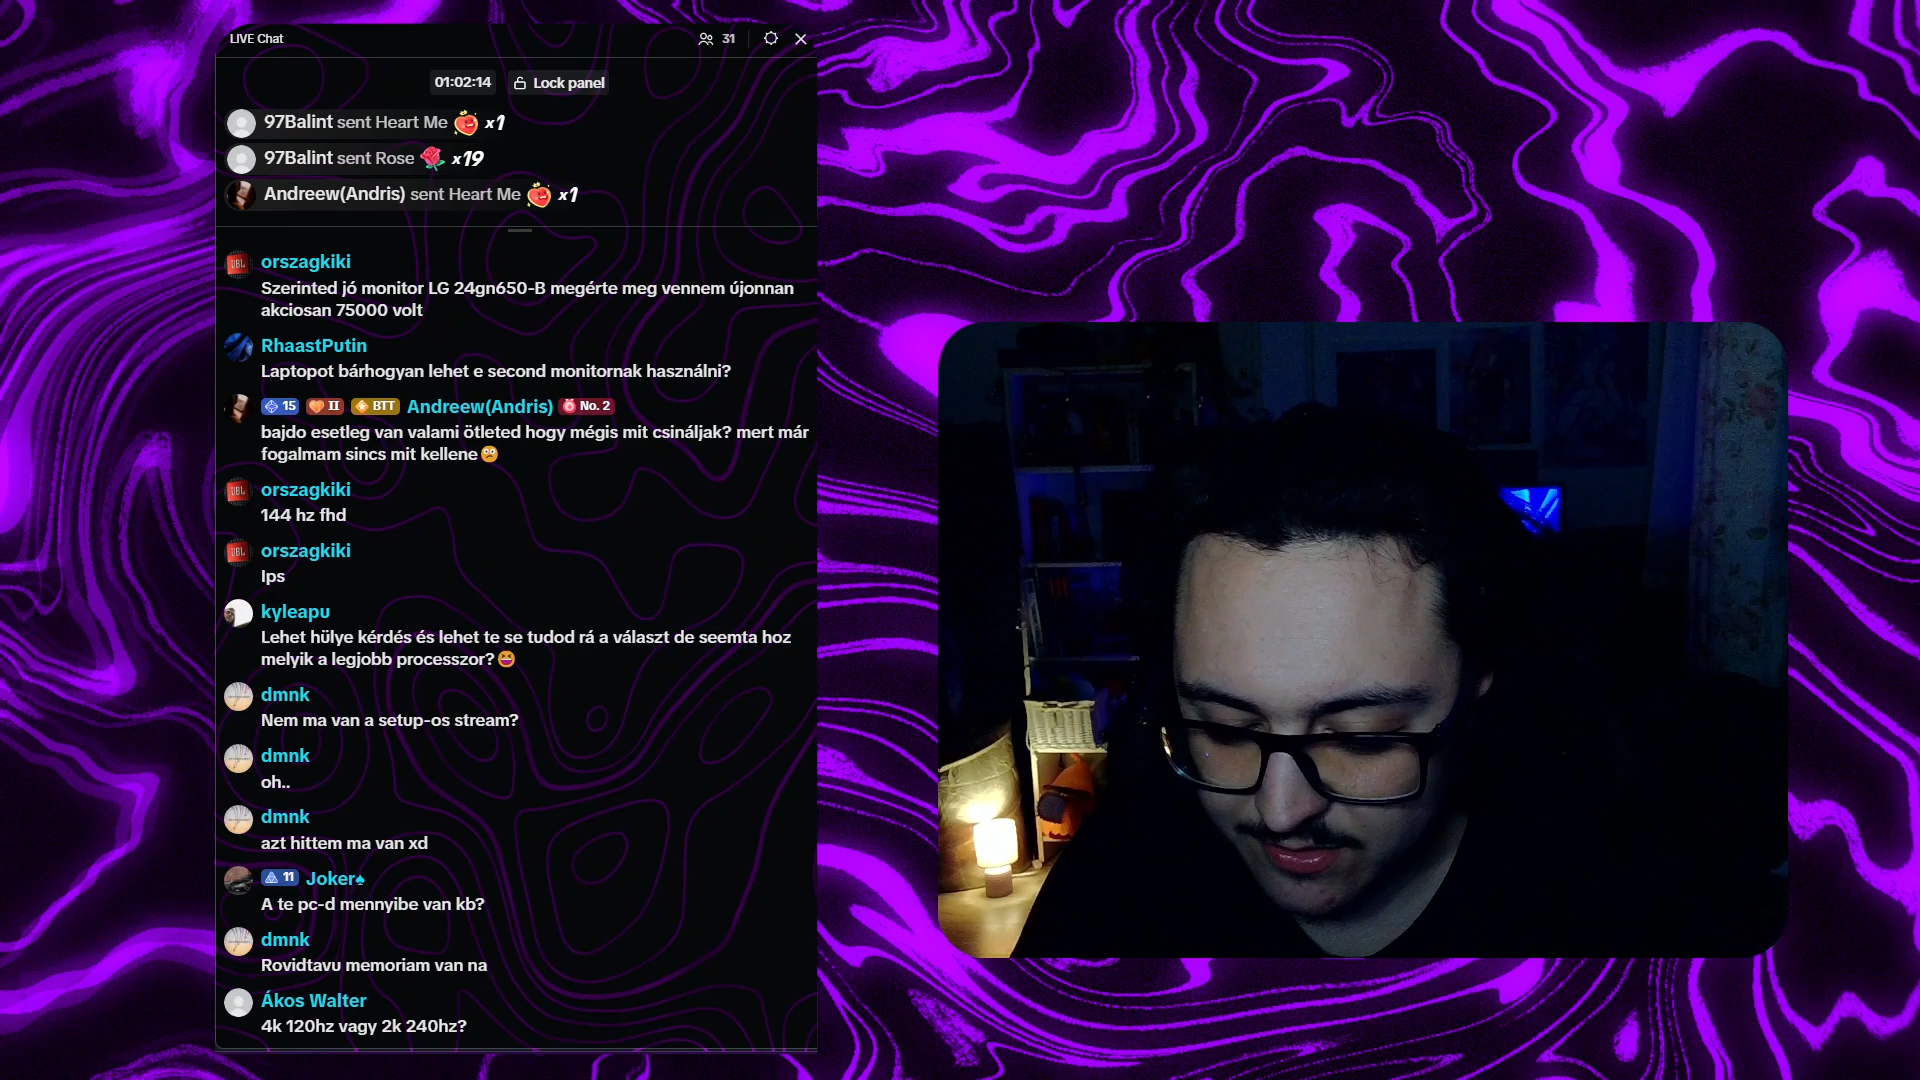 LIVE Chat
31
01:02:14
Lock panel
97Balint sent Heart Me x1
97Balint sent Rose x19
Andreew(Andris) sent Heart Me x1
orszagkiki
Szerinted jó monitor LG 24gn650-B megérte meg vennem újonnan
akciosan 75000 volt
RhaastPutin
Laptopot bárhogyan lehet e second monitornak használni?
15 II BTT Andreew(Andris) No. 2
bajdo esetleg van valami ötleted hogy mégis mit csináljak? mert már
fogalmam sincs mit kellene
orszagkiki
144 hz fhd
orszagkiki
Ips
kyleapu
Lehet hülye kérdés és lehet te se tudod rá a választ de seemta hoz
melyik a legjobb processzor?
dmnk
Nem ma van a setup-os stream?
dmnk
oh..
dmnk
azt hittem ma van xd
11 Joker♠
A te pc-d mennyibe van kb?
dmnk
Rovidtavu memoriam van na
Ákos Walter
4k 120hz vagy 2k 240hz?